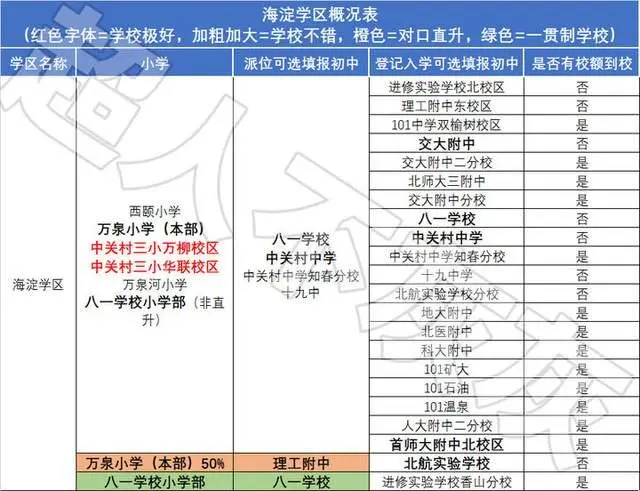 海淀学区概况表
(红色字体=学校极好，加粗加大=学校不错，橙色=对口直升，绿色=一贯制学校)
学区名称 小学 派位可选填报初中 登记入学可选填报初中 是否有校额到校
海淀学区
西颐小学
万泉小学（本部）
中关村三小万柳校区
中关村三小华联校区
万泉河小学
八一学校小学部（非直升）
八一学校
中关村中学
中关村中学知春分校
十九中
进修实验学校北校区 否
理工附中东校区 否
101中学双榆树校区 是
交大附中 否
交大附中二分校 是
北师大三附中 是
交大附中分校 是
八一学校 否
中关村中学 否
中关村中学知春分校 是
十九中学 否
北航实验学校分校 否
地大附中 是
北医附中 是
科大附中 是
101矿大 是
101石油 是
101温泉 是
人大附中二分校 是
首师大附中北校区 是
万泉小学（本部）50% 理工附中 北航实验学校 否
八一学校小学部 八一学校 进修实验学校香山分校 是
超人不会飞